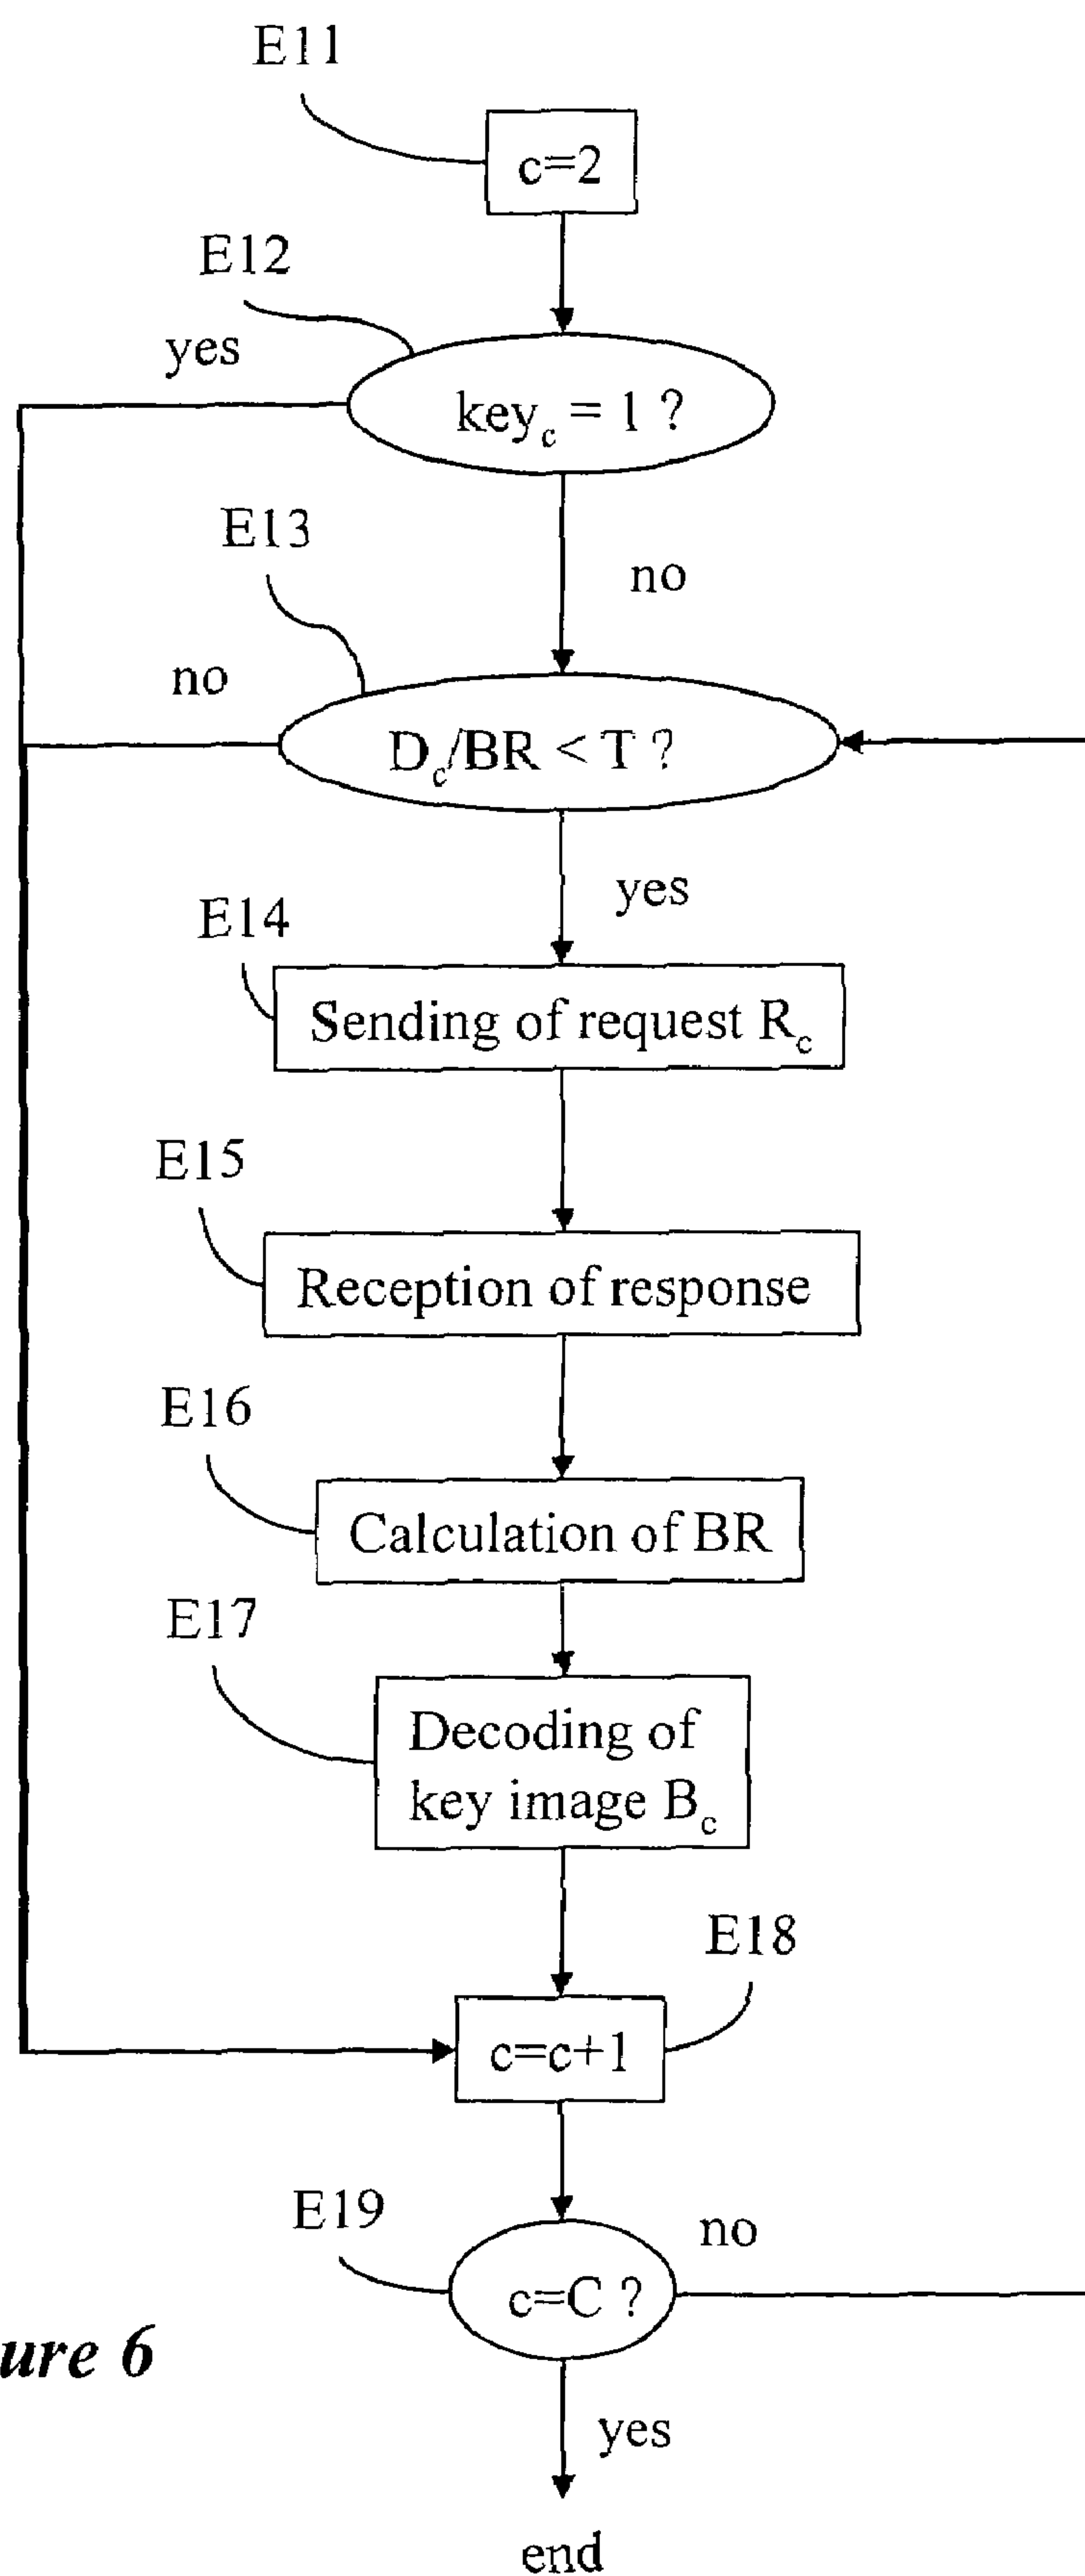 E11
c=2
E12
yes
key_c = 1 ?
E13
no
no
D_c/BR < T ?
yes
E14
Sending of request R_c
E15
Reception of response
E16
Calculation of BR
E17
Decoding of
key image B_c
E18
c=c+1
E19
no
c=C ?
ure 6
yes
end